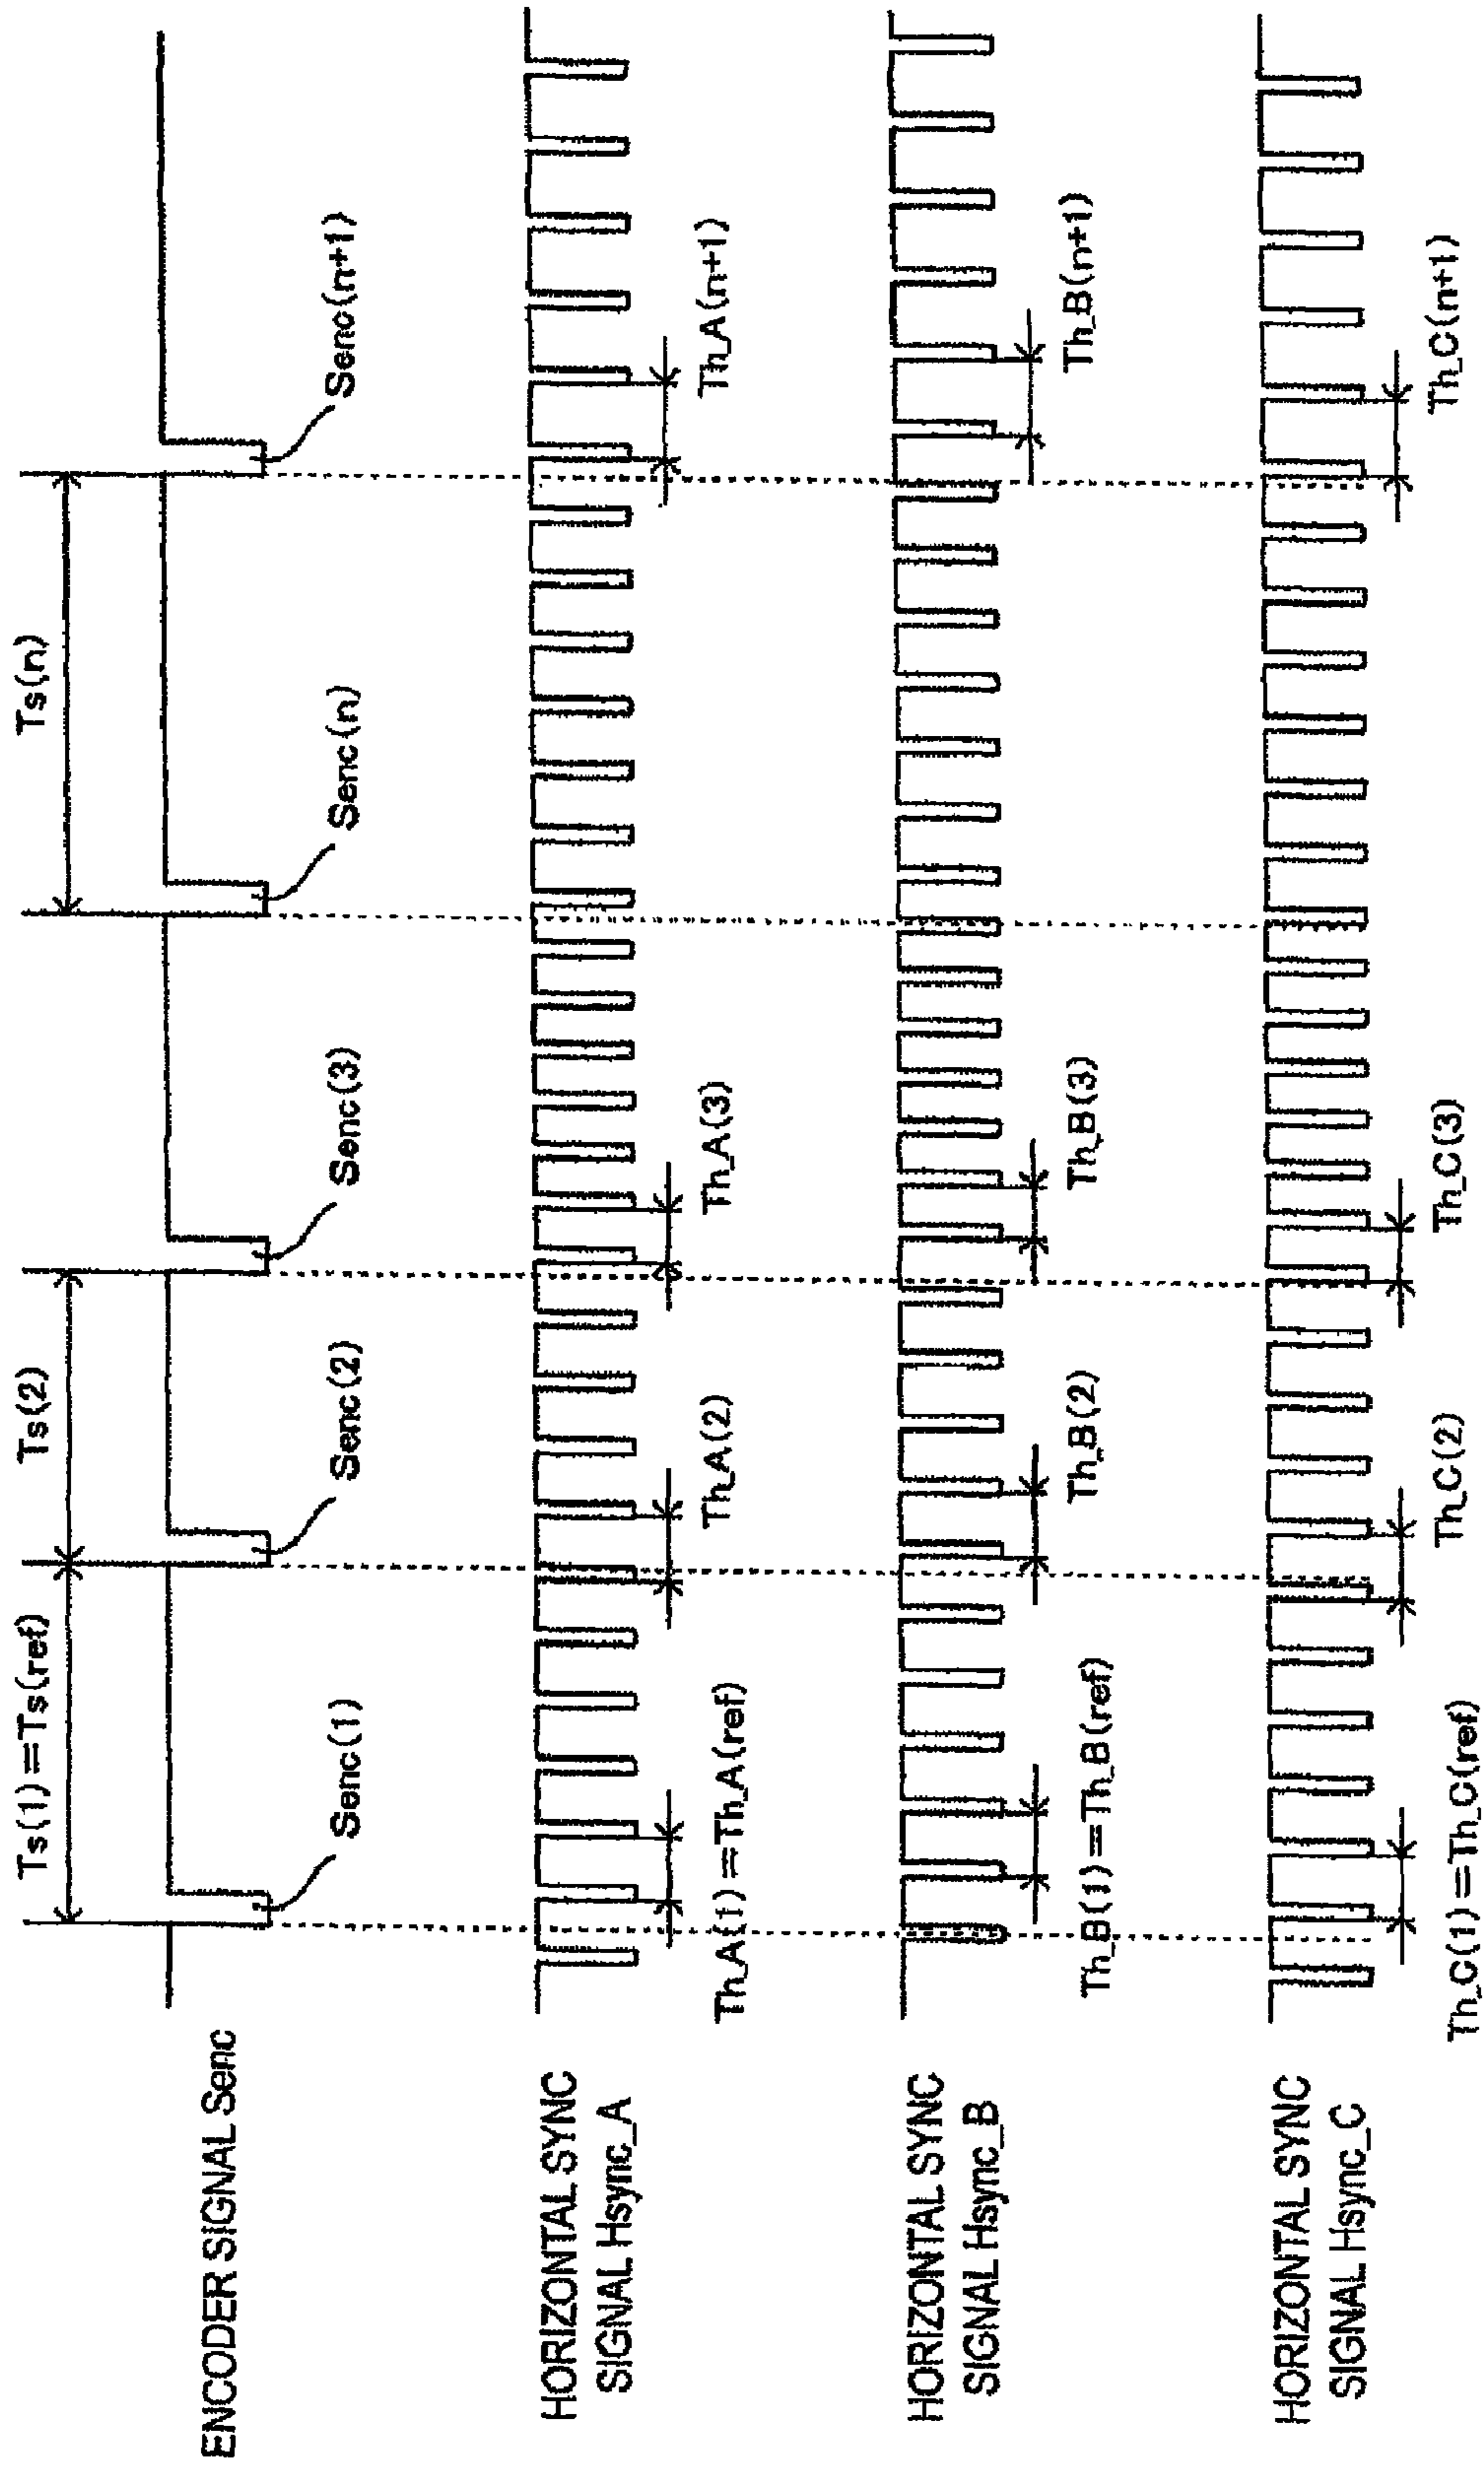 Ts(1)=Ts(ref)
Ts(2)
Ts(n)
ENCODER SIGNAL Senc
Senc(1)
Senc(2)
Senc(3)
Senc(n)
Senc(n+1)
HORIZONTAL SYNC
SIGNAL Hsync_A
Th_A(1)=Th_A(ref)
Th_A(2)
Th_A(3)
Th_A(n+1)
HORIZONTAL SYNC
SIGNAL Hsync_B
Th_B(1)=Th_B(ref)
Th_B(2)
Th_B(3)
Th_B(n+1)
HORIZONTAL SYNC
SIGNAL Hsync_C
Th_C(1)=Th_C(ref)
Th_C(2)
Th_C(3)
Th_C(n+1)